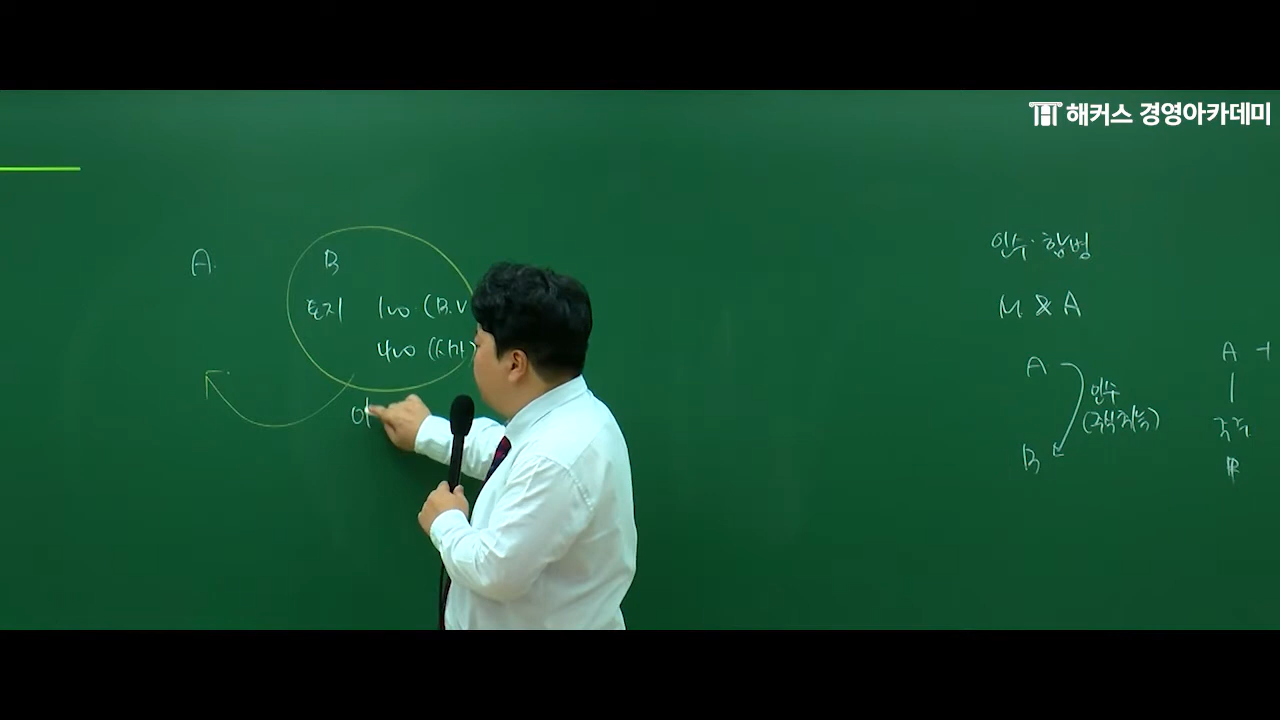 해커스 경영아카데미
A
B
토지 100 (B.V
400 (시가)
이
인수·합병
M & A
A
인수
(주식취득)
B
A +
주주